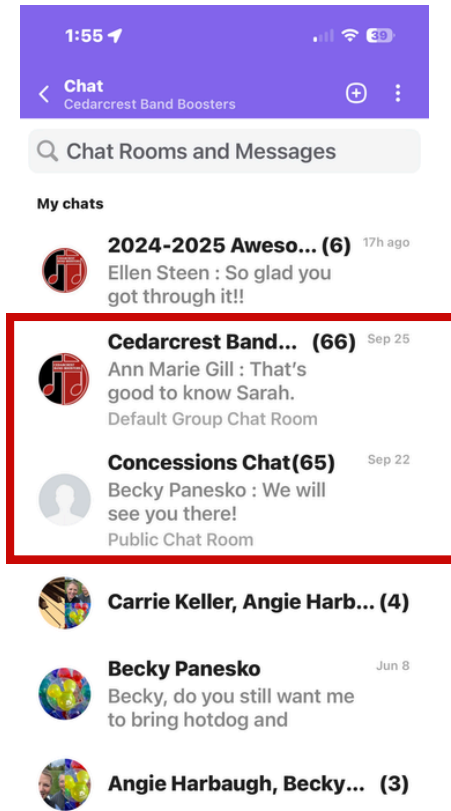 1:55
39
Chat
Cedarcrest Band Boosters
Chat Rooms and Messages
My chats
2024-2025 Aweso... (6) 17h ago
Ellen Steen : So glad you
got through it!!
Cedarcrest Band... (66) Sep 25
Ann Marie Gill : That's
good to know Sarah.
Default Group Chat Room
Concessions Chat(65) Sep 22
Becky Panesko : We will
see you there!
Public Chat Room
Carrie Keller, Angie Harb... (4)
Becky Panesko Jun 8
Becky, do you still want me
to bring hotdog and
Angie Harbaugh, Becky... (3)